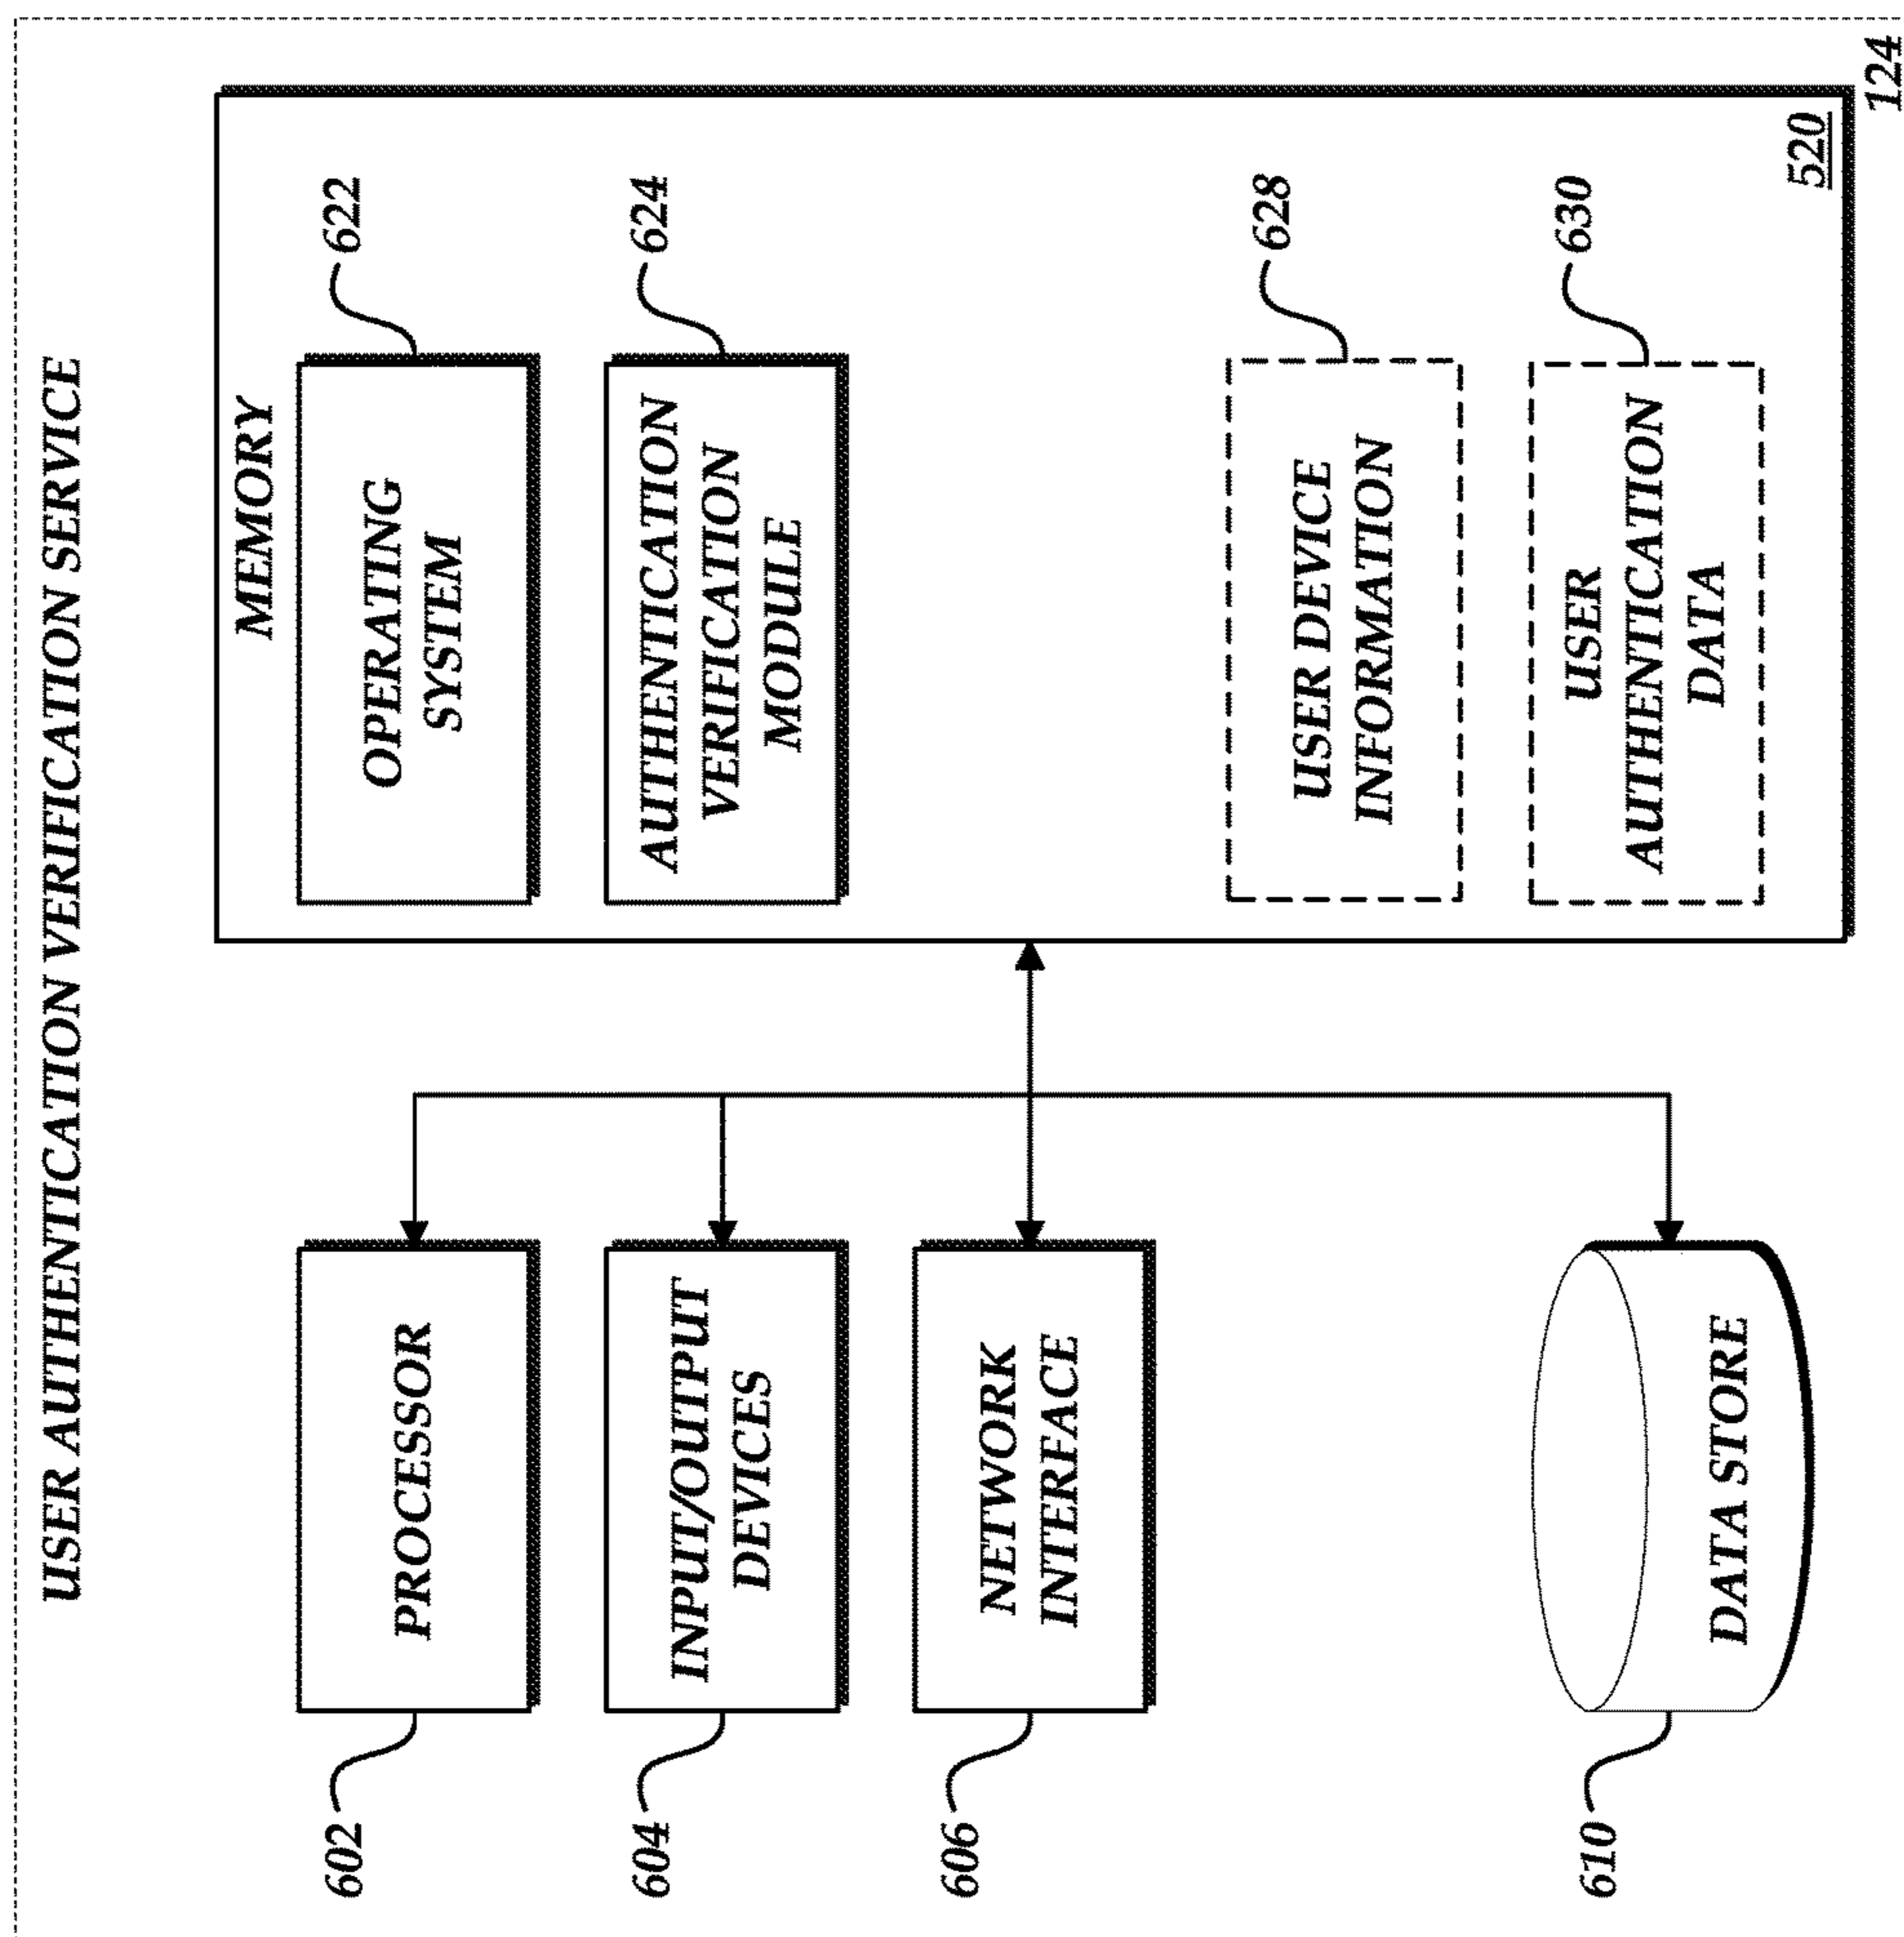 USER AUTHENTICATION VERIFICATION SERVICE
602
PROCESSOR
604
INPUT/OUTPUT
DEVICES
606
NETWORK
INTERFACE
610
DATA STORE
MEMORY
OPERATING
SYSTEM
622
AUTHENTICATION
VERIFICATION
MODULE
624
USER DEVICE
INFORMATION
628
USER
AUTHENTICATION
DATA
630
520
124